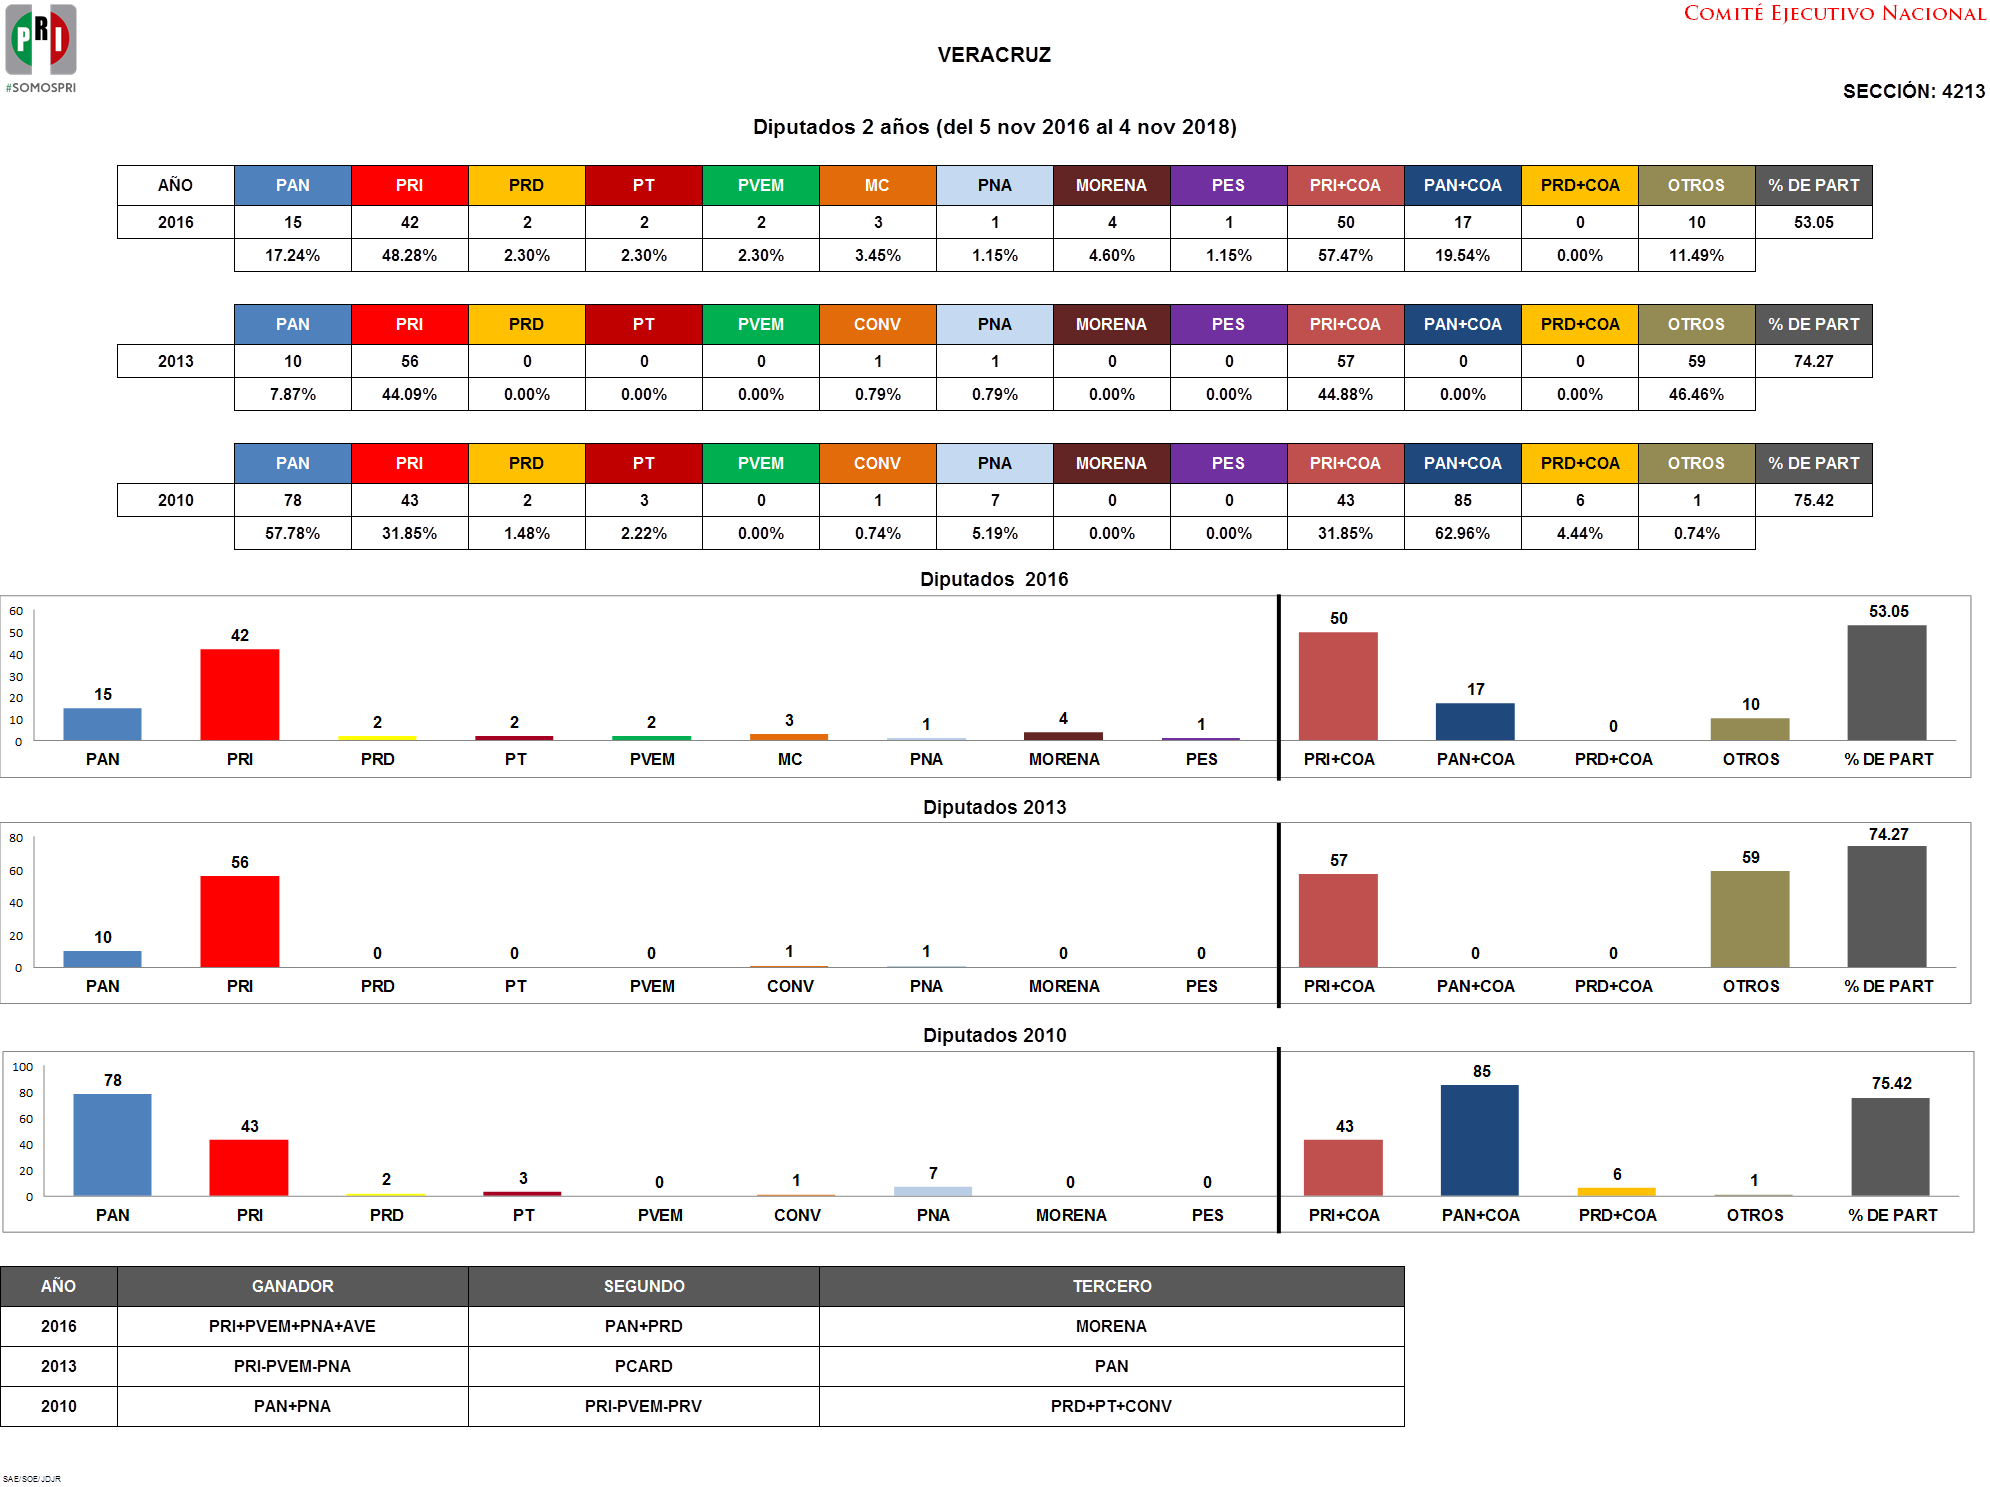 COMITÉ EJECUTIVO NACIONAL
PRI
#SOMOSPRI
VERACRUZ
SECCIÓN: 4213
Diputados 2 años (del 5 nov 2016 al 4 nov 2018)
AÑO PAN PRI PRD PT PVEM MC PNA MORENA PES PRI+COA PAN+COA PRD+COA OTROS % DE PART
2016 15 42 2 2 2 3 1 4 1 50 17 0 10 53.05
17.24% 48.28% 2.30% 2.30% 2.30% 3.45% 1.15% 4.60% 1.15% 57.47% 19.54% 0.00% 11.49%
PAN PRI PRD PT PVEM CONV PNA MORENA PES PRI+COA PAN+COA PRD+COA OTROS % DE PART
2013 10 56 0 0 0 1 1 0 0 57 0 0 59 74.27
7.87% 44.09% 0.00% 0.00% 0.00% 0.79% 0.79% 0.00% 0.00% 44.88% 0.00% 0.00% 46.46%
PAN PRI PRD PT PVEM CONV PNA MORENA PES PRI+COA PAN+COA PRD+COA OTROS % DE PART
2010 78 43 2 3 0 1 7 0 0 43 85 6 1 75.42
57.78% 31.85% 1.48% 2.22% 0.00% 0.74% 5.19% 0.00% 0.00% 31.85% 62.96% 4.44% 0.74%
Diputados 2016
60
50
40
30
20
10
0
15 42 2 2 2 3 1 4 1 50 17 0 10 53.05
PAN PRI PRD PT PVEM MC PNA MORENA PES PRI+COA PAN+COA PRD+COA OTROS % DE PART
Diputados 2013
80
60
40
20
0
10 56 0 0 0 1 1 0 0 57 0 0 59 74.27
PAN PRI PRD PT PVEM CONV PNA MORENA PES PRI+COA PAN+COA PRD+COA OTROS % DE PART
Diputados 2010
100
80
60
40
20
0
78 43 2 3 0 1 7 0 0 43 85 6 1 75.42
PAN PRI PRD PT PVEM CONV PNA MORENA PES PRI+COA PAN+COA PRD+COA OTROS % DE PART
AÑO GANADOR SEGUNDO TERCERO
2016 PRI+PVEM+PNA+AVE PAN+PRD MORENA
2013 PRI-PVEM-PNA PCARD PAN
2010 PAN+PNA PRI-PVEM-PRV PRD+PT+CONV
SAE/SOE/JDJR